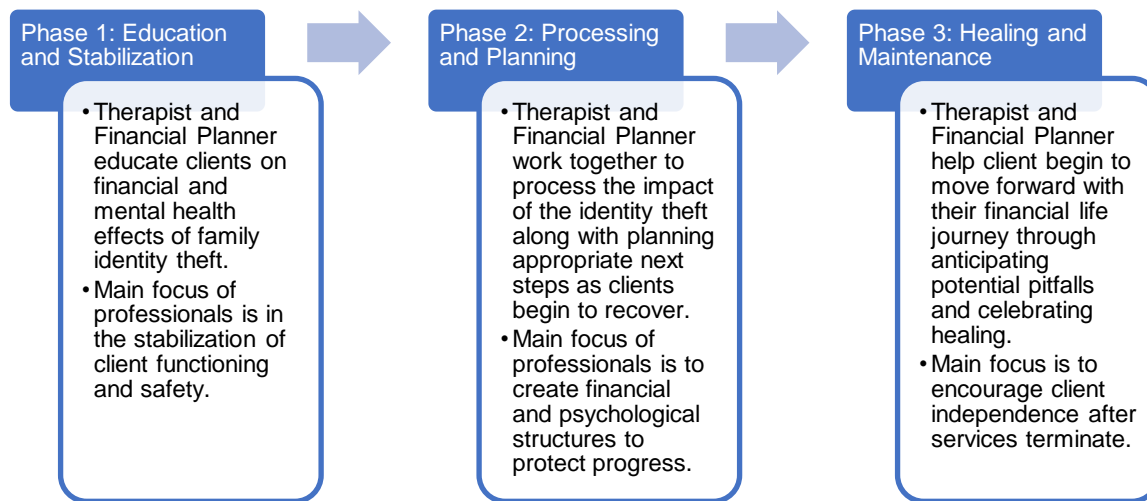 Phase 1: Education
and Stabilization
• Therapist and
Financial Planner
educate clients on
financial and
mental health
effects of family
identity theft.
• Main focus of
professionals is in
the stabilization of
client functioning
and safety.
Phase 2: Processing
and Planning
• Therapist and
Financial Planner
work together to
process the impact
of the identity theft
along with planning
appropriate next
steps as clients
begin to recover.
• Main focus of
professionals is to
create financial
and psychological
structures to
protect progress.
Phase 3: Healing and
Maintenance
• Therapist and
Financial Planner
help client begin to
move forward with
their financial life
journey through
anticipating
potential pitfalls
and celebrating
healing.
• Main focus is to
encourage client
independence after
services terminate.